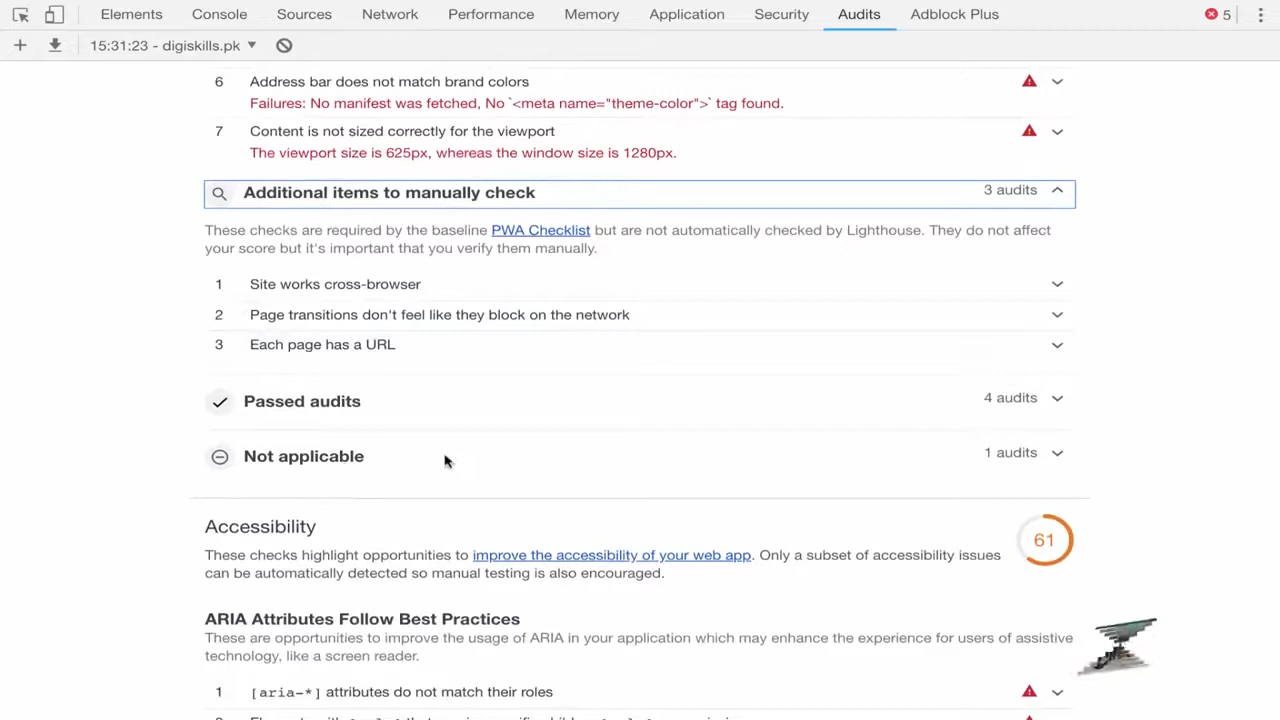 Elements Console Sources Network Performance Memory Application Security Audits Adblock Plus 5
15:31:23 - digiskills.pk
6 Address bar does not match brand colors
Failures: No manifest was fetched, No `<meta name="theme-color">` tag found.
7 Content is not sized correctly for the viewport
The viewport size is 625px, whereas the window size is 1280px.
Additional items to manually check 3 audits
These checks are required by the baseline PWA Checklist but are not automatically checked by Lighthouse. They do not affect
your score but it's important that you verify them manually.
1 Site works cross-browser
2 Page transitions don't feel like they block on the network
3 Each page has a URL
Passed audits 4 audits
Not applicable 1 audits
Accessibility
61
These checks highlight opportunities to improve the accessibility of your web app. Only a subset of accessibility issues
can be automatically detected so manual testing is also encouraged.
ARIA Attributes Follow Best Practices
These are opportunities to improve the usage of ARIA in your application which may enhance the experience for users of assistive
technology, like a screen reader.
1 [aria-*] attributes do not match their roles